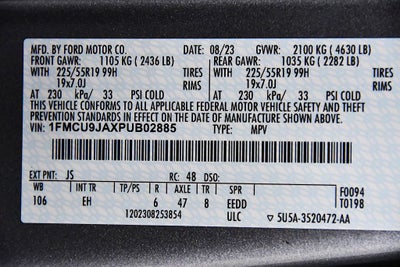 MFD. BY FORD MOTOR CO. 08/23 GVWR: 2100 KG ( 4630 LB)
FRONT GAWR: REAR GAWR:
1105 KG ( 2436 LB) 1035 KG ( 2282 LB)
WITH 225/55R19 99H TIRES WITH 225/55R19 99H TIRES
19x7.0J RIMS 19x7.0J RIMS
AT 230 kPa/ 33 PSI COLD AT 230 kPa/ 33 PSI COLD
THIS VEHICLE CONFORMS TO ALL APPLICABLE FEDERAL MOTOR VEHICLE SAFETY AND THEFT
PREVENTION STANDARDS IN EFFECT ON THE DATE OF MANUFACTURE SHOWN ABOVE.
VIN: 1FMCU9JAXPUB02885 TYPE: MPV
EXT PNT: JS RC: 48 DSO: F0094
WB INT TR TP/PS R AXLE TR SPR T0198
106 EH 6 47 8 EEDD
1202308253854 ULC 5U5A-3520472-AA